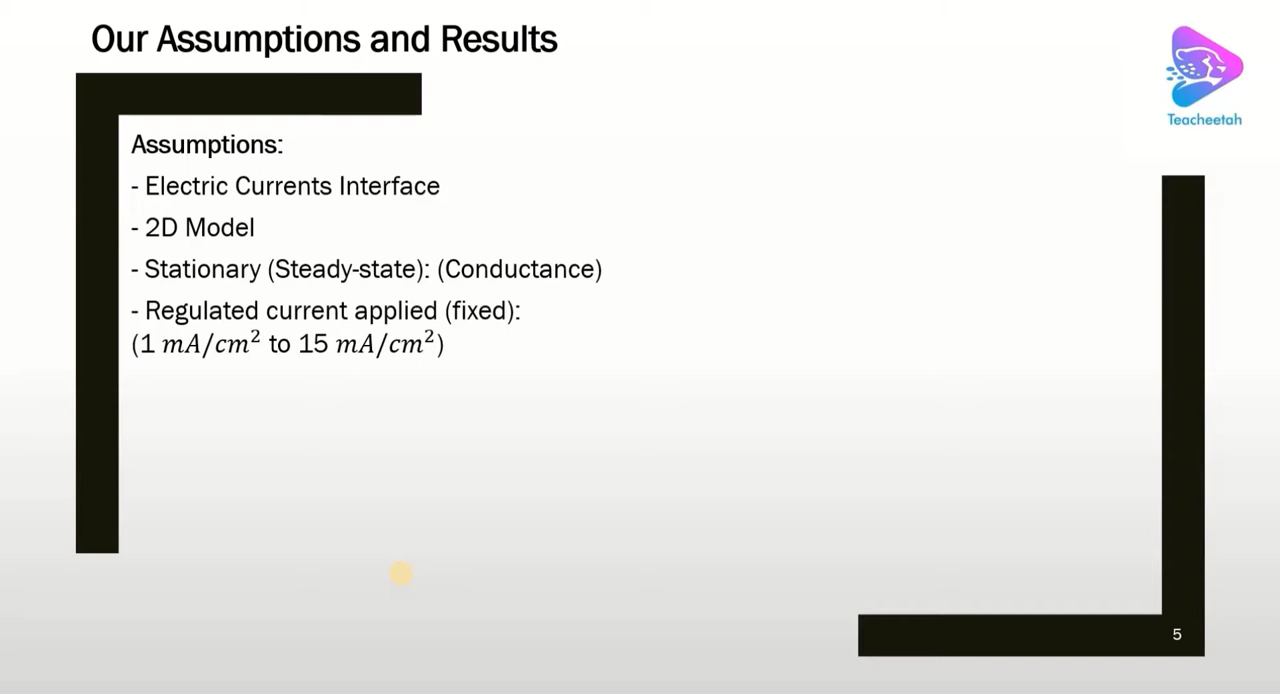 Our Assumptions and Results
Teacheetah
Assumptions:
- Electric Currents Interface
- 2D Model
- Stationary (Steady-state): (Conductance)
- Regulated current applied (fixed):
(1 mA/cm² to 15 mA/cm²)
5